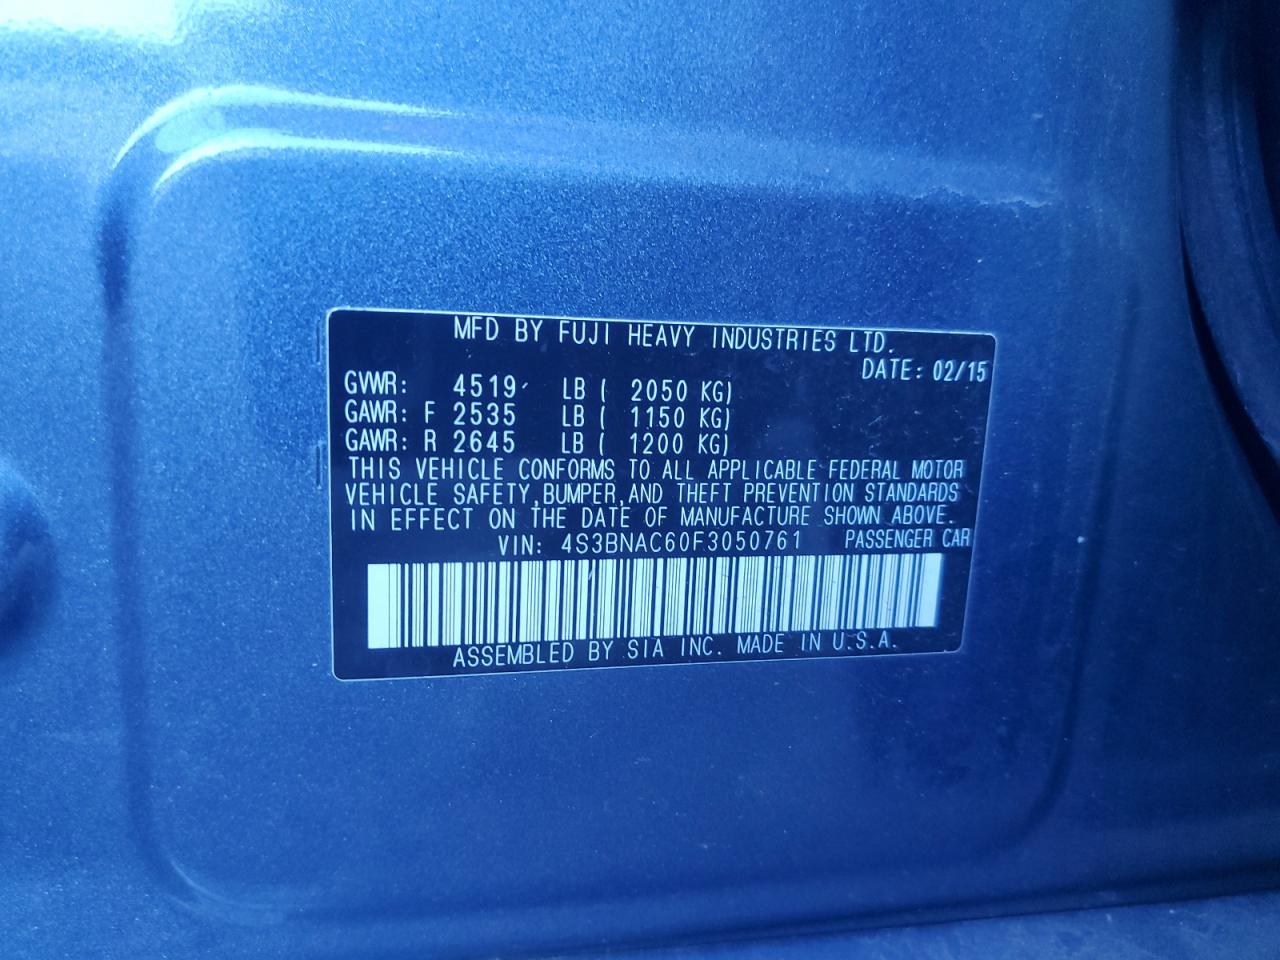 MFD BY FUJI HEAVY INDUSTRIES LTD.
DATE: 02/15
GVWR: 4519 LB ( 2050 KG)
GAWR: F 2535 LB ( 1150 KG)
GAWR: R 2645 LB ( 1200 KG)
THIS VEHICLE CONFORMS TO ALL APPLICABLE FEDERAL MOTOR
VEHICLE SAFETY,BUMPER,AND THEFT PREVENTION STANDARDS
IN EFFECT ON THE DATE OF MANUFACTURE SHOWN ABOVE.
VIN: 4S3BNAC60F3050761 PASSENGER CAR
ASSEMBLED BY SIA INC. MADE IN U.S.A.